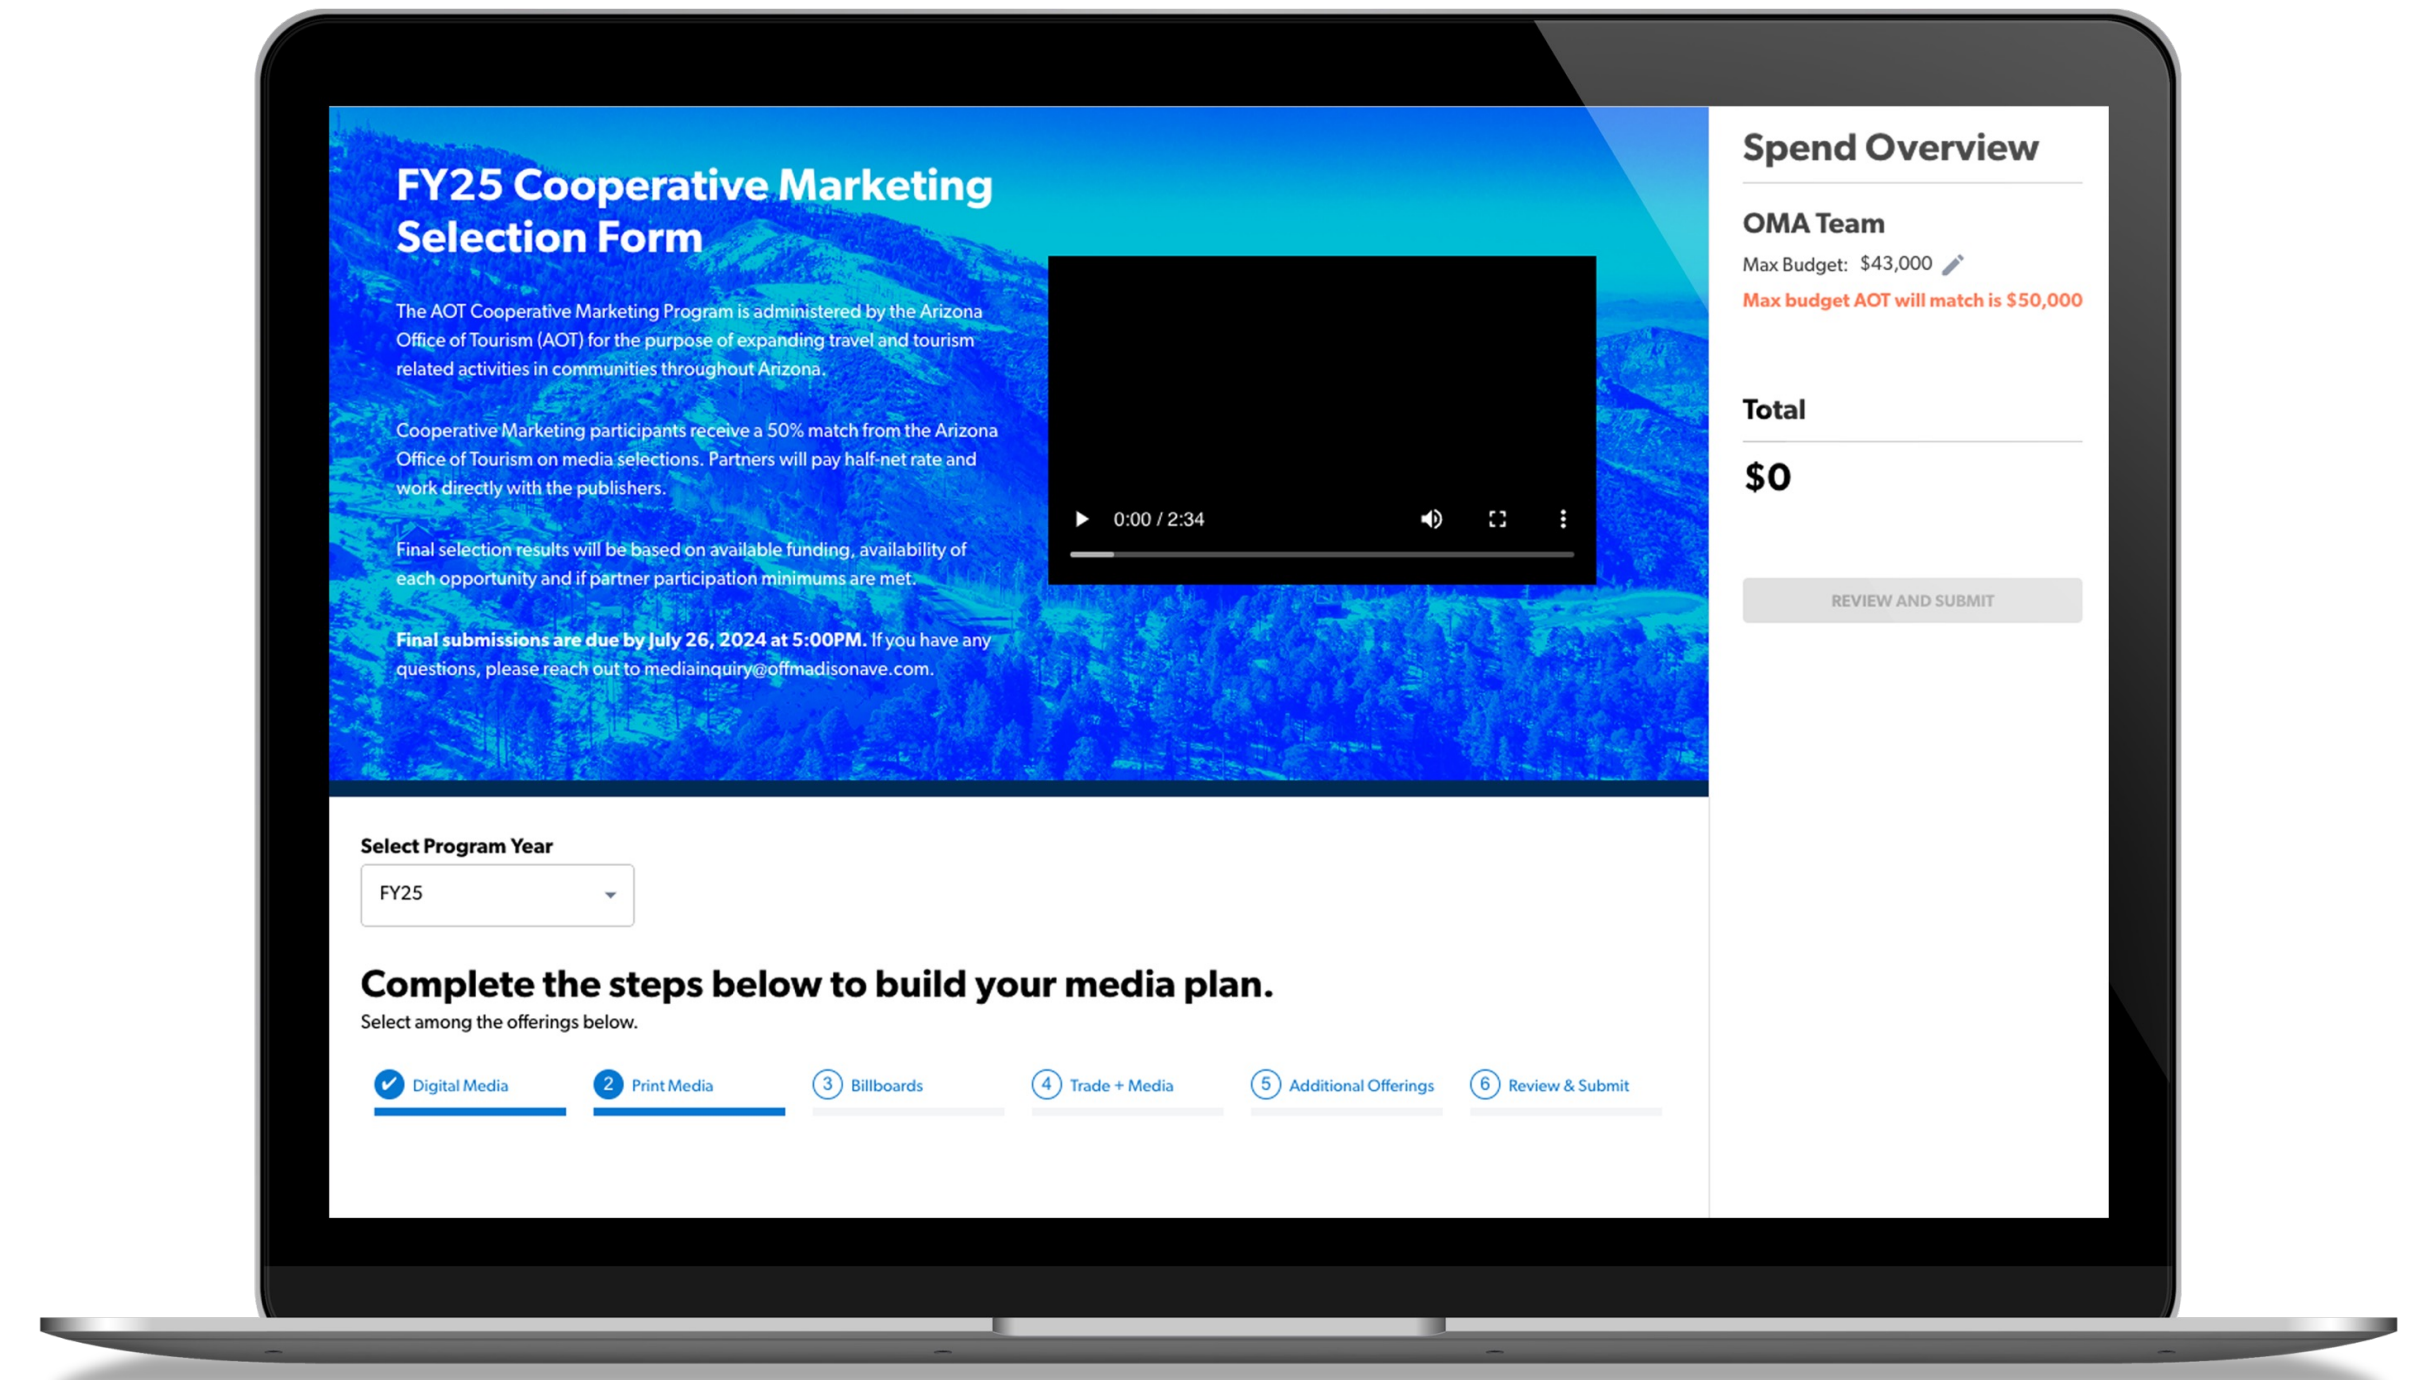 FY25 Cooperative Marketing
Selection Form
The AOT Cooperative Marketing Program is administered by the Arizona
Office of Tourism (AOT) for the purpose of expanding travel and tourism
related activities in communities throughout Arizona.
Cooperative Marketing participants receive a 50% match from the Arizona
Office of Tourism on media selections. Partners will pay half-net rate and
work directly with the publishers.
Final selection results will be based on available funding, availability of
each opportunity and if partner participation minimums are met.
Final submissions are due by July 26, 2024 at 5:00PM. If you have any
questions, please reach out to mediainquiry@offmadisonave.com.
0:00 / 2:34
Spend Overview
OMA Team
Max Budget: $43,000
Max budget AOT will match is $50,000
Total
$0
REVIEW AND SUBMIT
Select Program Year
FY25
Complete the steps below to build your media plan.
Select among the offerings below.
Digital Media
2 Print Media
3 Billboards
4 Trade + Media
5 Additional Offerings
6 Review & Submit